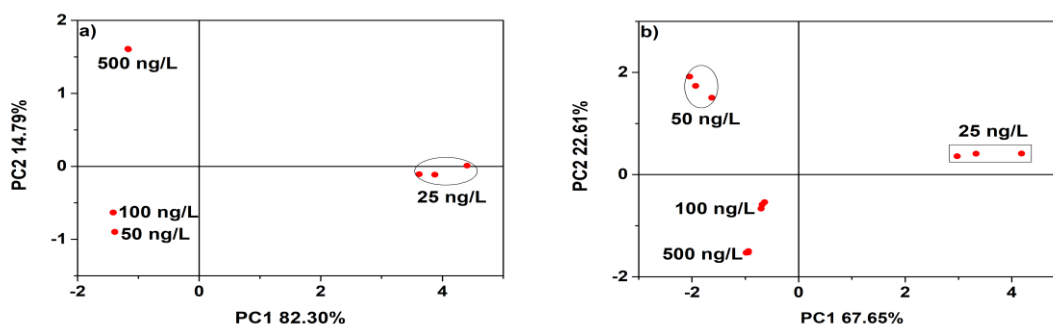 a)
2
500 ng/L
1
PC2 14.79%
0
25 ng/L
100 ng/L
50 ng/L
-1
-2 0 2 4
PC1 82.30%
b)
2
50 ng/L
25 ng/L
PC2 22.61%
0
100 ng/L
500 ng/L
-2
-2 0 2 4
PC1 67.65%